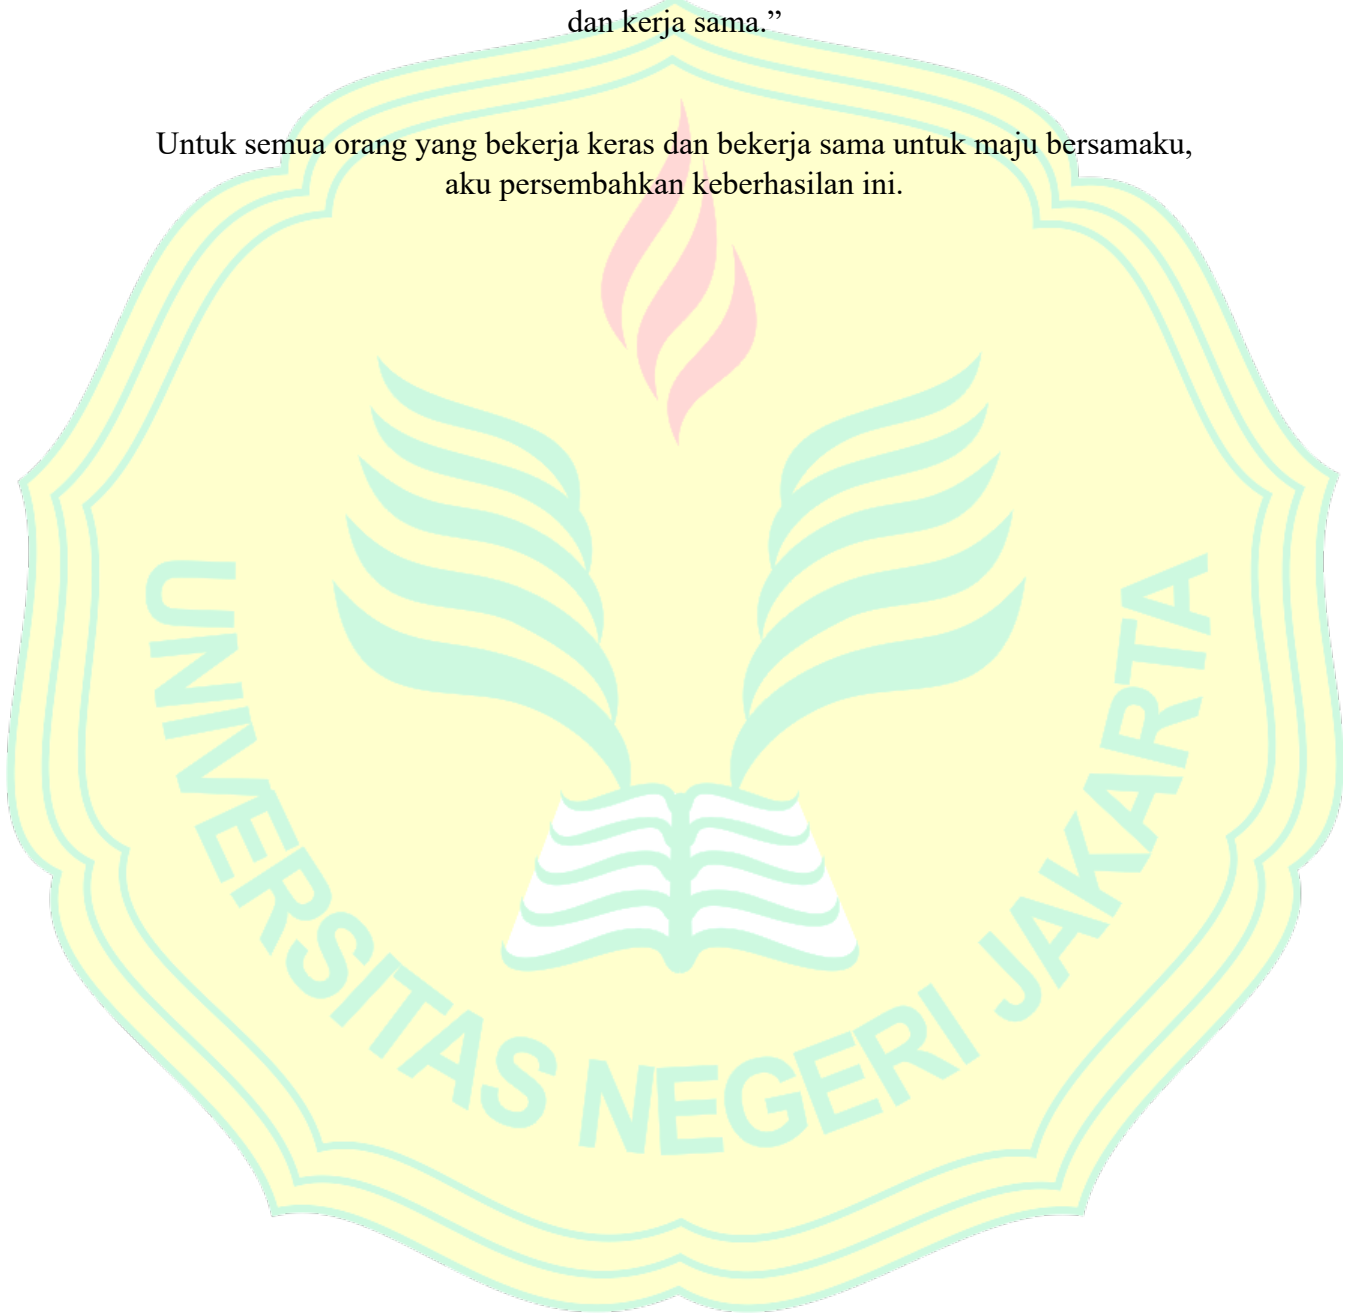 dan kerja sama.”
Untuk semua orang yang bekerja keras dan bekerja sama untuk maju bersamaku,
aku persembahkan keberhasilan ini.
UNIVERSITAS NEGERI JAKARTA